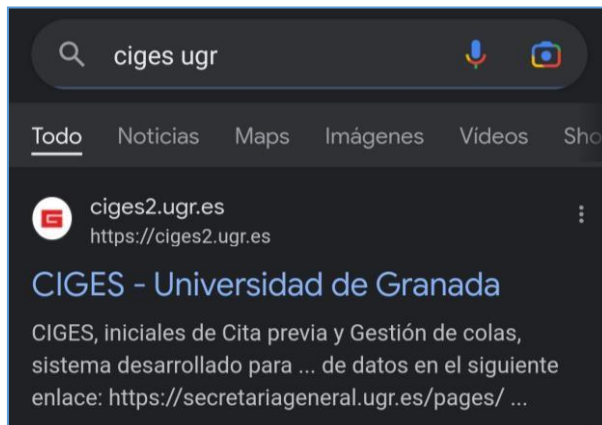 ciges ugr
Todo Noticias Maps Imágenes Vídeos Sho
ciges2.ugr.es
https://ciges2.ugr.es
CIGES - Universidad de Granada
CIGES, iniciales de Cita previa y Gestión de colas,
sistema desarrollado para ... de datos en el siguiente
enlace: https://secretariageneral.ugr.es/pages/ ...